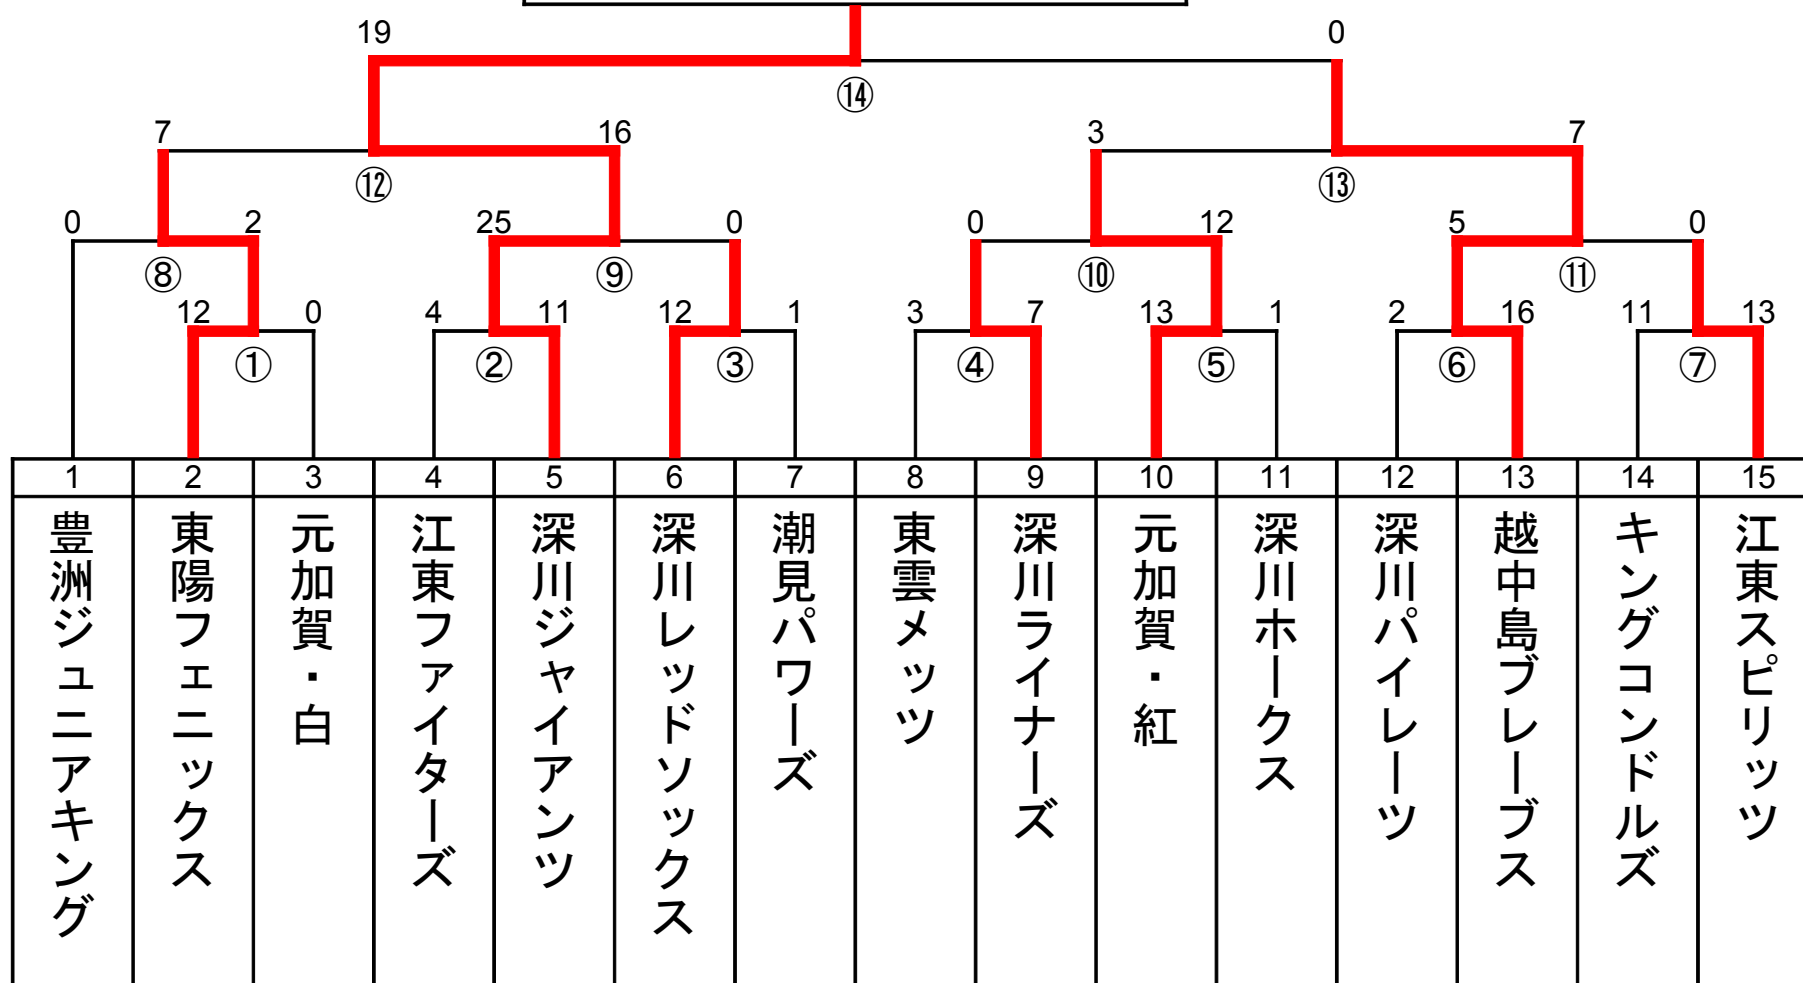 19 0
⑭
7 16 3 7
⑫ ⑬
0 2 25 0 0 12 5 0
⑧ ⑨ ⑩ ⑪
12 0 4 11 12 1 3 7 13 1 2 16 11 13
① ② ③ ④ ⑤ ⑥ ⑦
1 2 3 4 5 6 7 8 9 10 11 12 13 14 15
豊洲ジュニアキング
東陽フェニックス
元加賀・白
江東ファイターズ
深川ジャイアンツ
深川レッドソックス
潮見パワーズ
東雲メッツ
深川ライナーズ
元加賀・紅
深川ホークス
深川パイレーツ
越中島ブレーブス
キングコンドルズ
江東スピリッツ